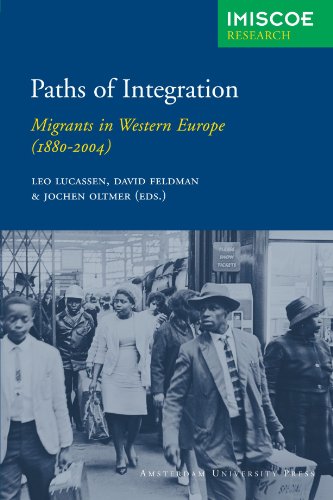 IMISCOE
RESEARCH
Paths of Integration
Migrants in Western Europe
(1880-2004)
LEO LUCASSEN, DAVID FELDMAN
& JOCHEN OLTMER (EDS.)
PLEASE
SHOW
TICKETS
AMSTERDAM UNIVERSITY PRESS